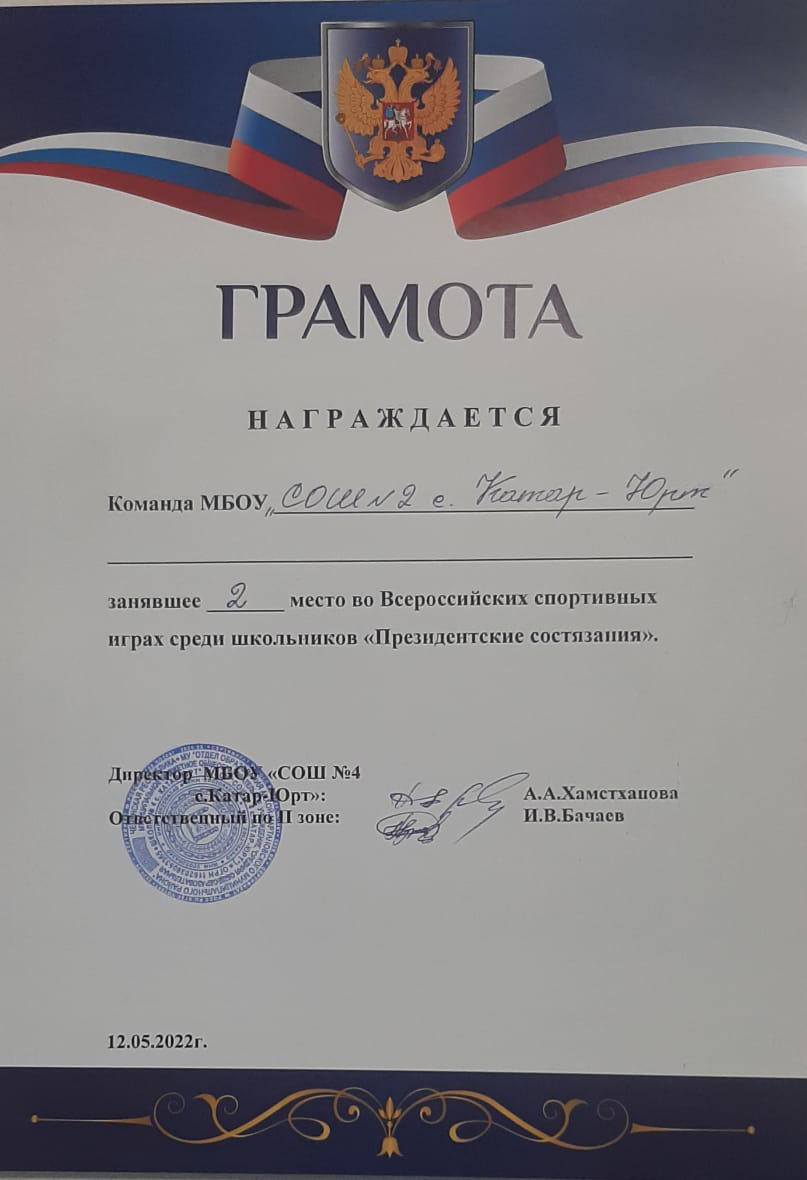 ГРАМОТА
НАГРАЖДАЕТСЯ
Команда МБОУ „СОШ №2 с. Катар - Юрт"
занявшее 2 место во Всероссийских спортивных
играх среди школьников «Президентские состязания».
Директор МБОУ «СОШ №4
с.Катар-Юрт»:
А.А.Хамстханова
Ответственный по II зоне:
И.В.Бачаев
12.05.2022г.